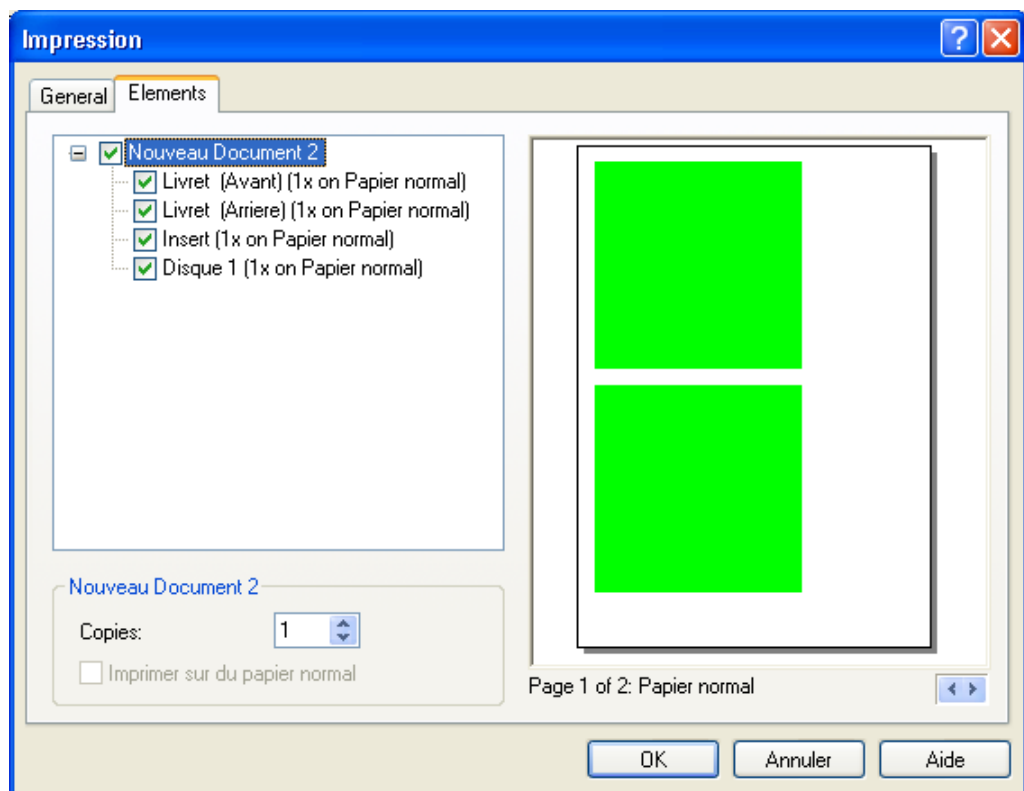 Impression
General
Elements
Nouveau Document 2
Livret (Avant) (1x on Papier normal)
Livret (Arriere) (1x on Papier normal)
Insert (1x on Papier normal)
Disque 1 (1x on Papier normal)
Nouveau Document 2
Copies: 1
Imprimer sur du papier normal
Page 1 of 2: Papier normal
OK
Annuler
Aide